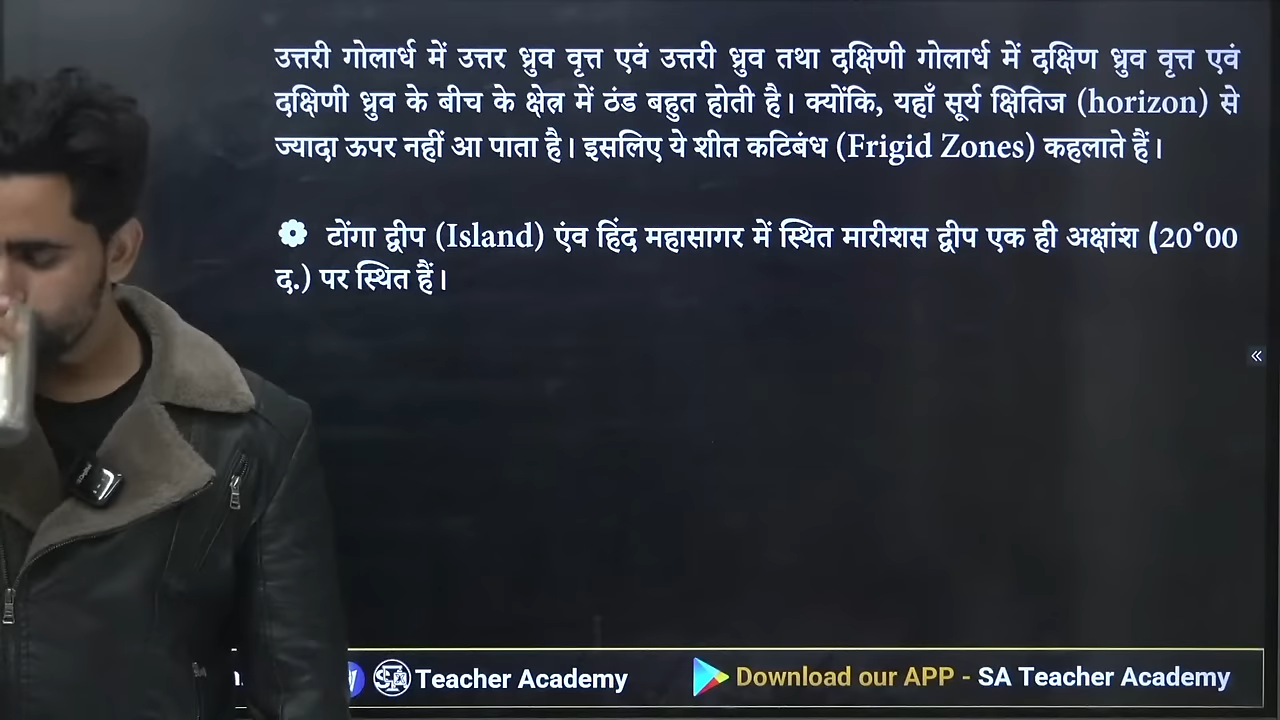 उत्तरी गोलार्ध में उत्तर ध्रुव वृत्त एवं उत्तरी ध्रुव तथा दक्षिणी गोलार्ध में दक्षिण ध्रुव वृत्त एवं
दक्षिणी ध्रुव के बीच के क्षेत्र में ठंड बहुत होती है। क्योंकि, यहाँ सूर्य क्षितिज (horizon) से
ज्यादा ऊपर नहीं आ पाता है। इसलिए ये शीत कटिबंध (Frigid Zones) कहलाते हैं।
टोंगा द्वीप (Island) एंव हिंद महासागर में स्थित मारीशस द्वीप एक ही अक्षांश (20°00
द.) पर स्थित हैं।
«
Teacher Academy
Download our APP - SA Teacher Academy